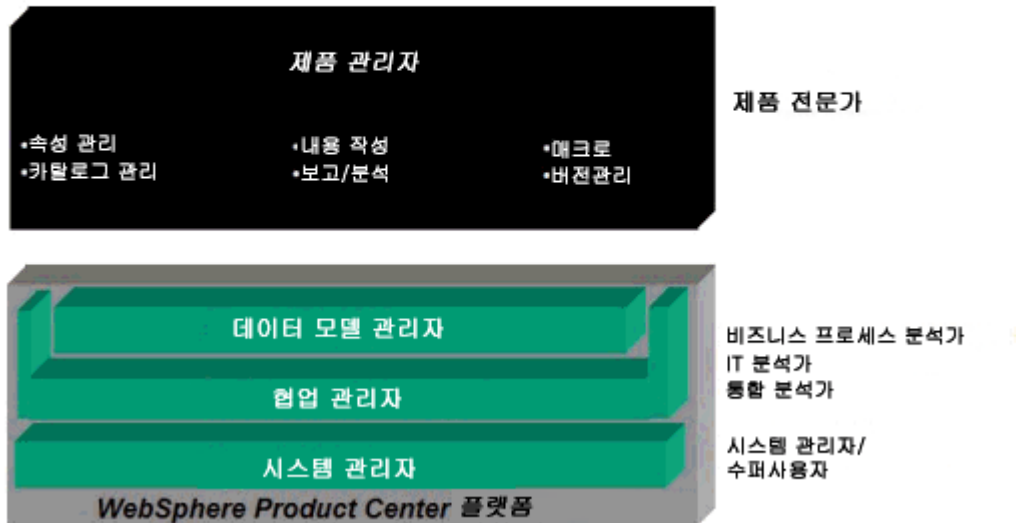 제품 관리자
제품 전문가
•속성 관리
•카탈로그 관리
•내용 작성
•보고/분석
•매크로
•버전관리
데이터 모델 관리자
협업 관리자
비즈니스 프로세스 분석가
IT 분석가
통합 분석가
시스템 관리자
시스템 관리자/
수퍼사용자
WebSphere Product Center 플랫폼